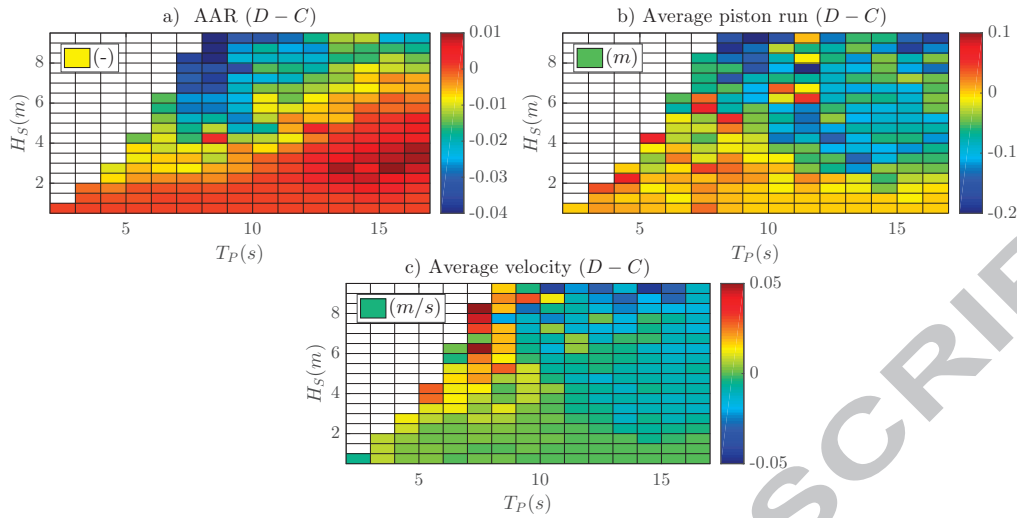 a) AAR (D − C)
b) Average piston run (D − C)
(-)
(m)
0.01
0
-0.01
-0.02
-0.03
-0.04
0.1
0
-0.1
-0.2
8
6
4
2
H_S(m)
5
10
15
T_P(s)
8
6
4
2
H_S(m)
5
10
15
T_P(s)
c) Average velocity (D − C)
(m/s)
0.05
0
-0.05
8
6
4
2
H_S(m)
5
10
15
T_P(s)
SCRIP